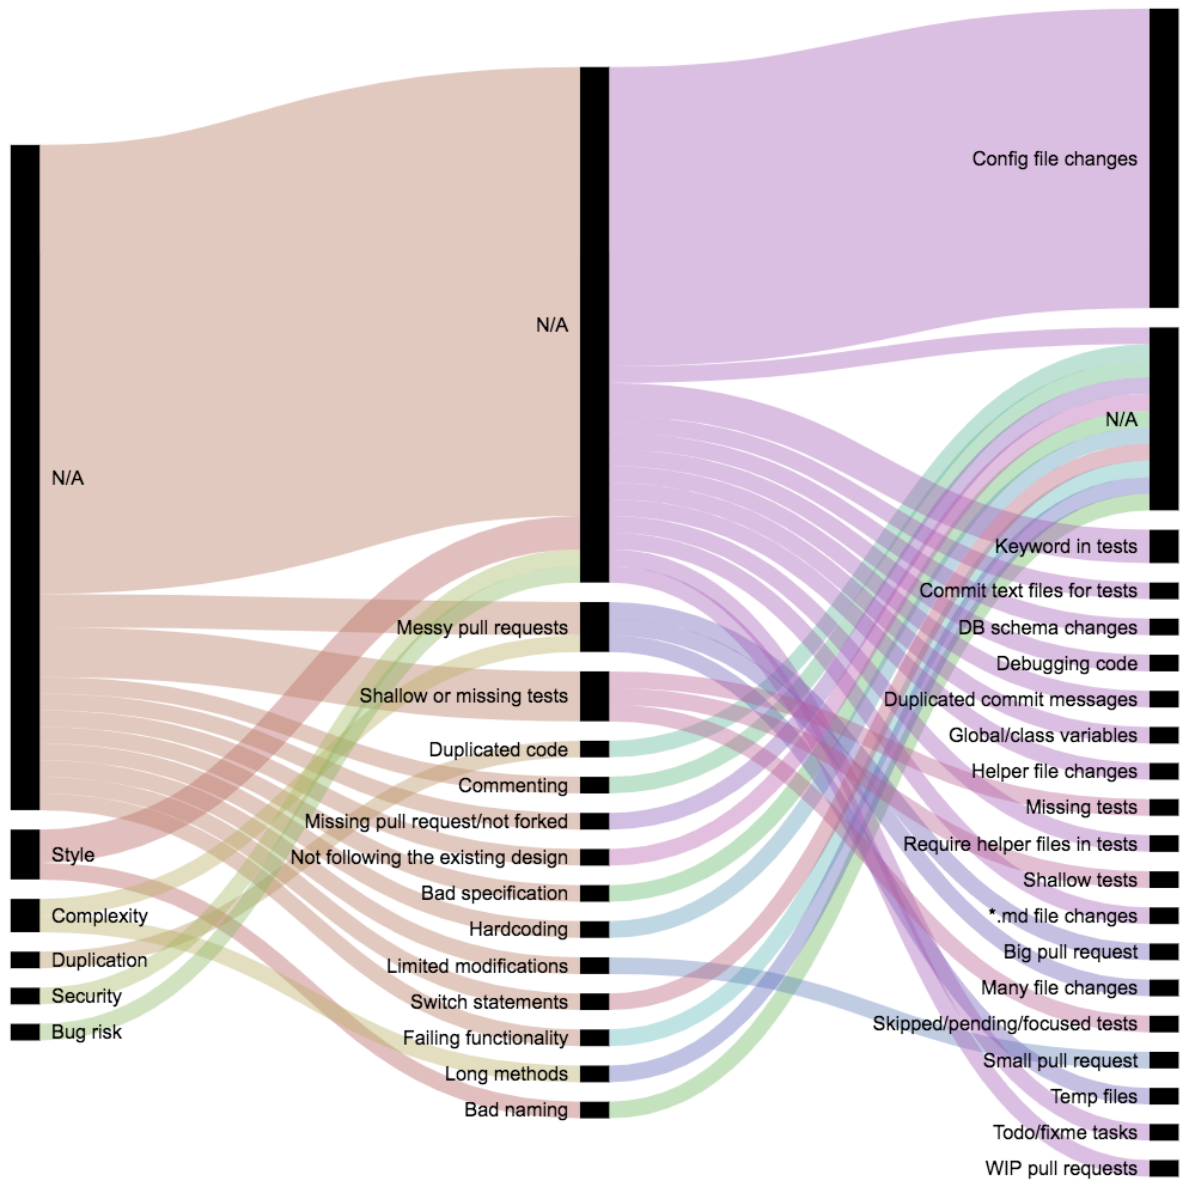 N/A
Style
Complexity
Duplication
Security
Bug risk
N/A
Messy pull requests
Shallow or missing tests
Duplicated code
Commenting
Missing pull request/not forked
Not following the existing design
Bad specification
Hardcoding
Limited modifications
Switch statements
Failing functionality
Long methods
Bad naming
Config file changes
N/A
Keyword in tests
Commit text files for tests
DB schema changes
Debugging code
Duplicated commit messages
Global/class variables
Helper file changes
Missing tests
Require helper files in tests
Shallow tests
*.md file changes
Big pull request
Many file changes
Skipped/pending/focused tests
Small pull request
Temp files
Todo/fixme tasks
WIP pull requests